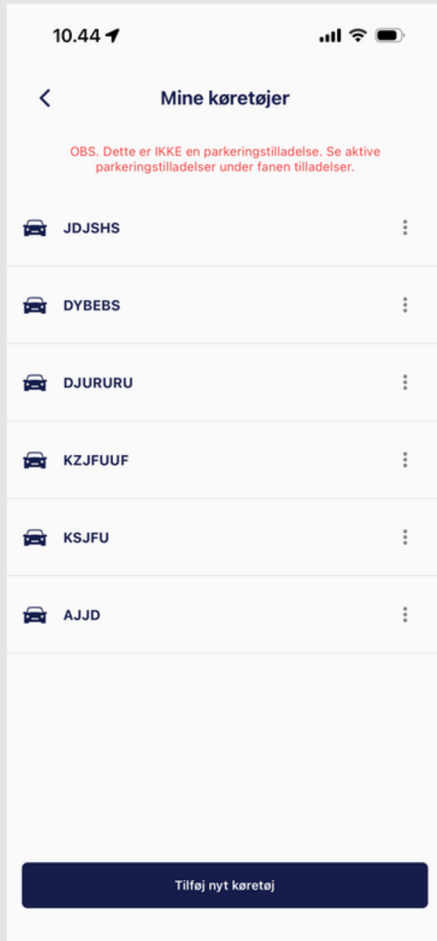 10.44
Mine køretøjer
OBS. Dette er IKKE en parkeringstilladelse. Se aktive
parkeringstilladelser under fanen tilladelser.
JDJSHS
DYBEBS
DJURURU
KZJFUUF
KSJFU
AJJD
Tilføj nyt køretøj